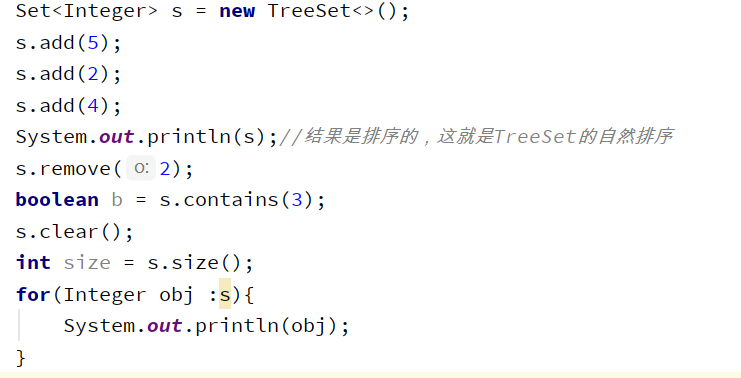 Set<Integer> s = new TreeSet<>();
s.add(5);
s.add(2);
s.add(4);
System.out.println(s);//结果是排序的，这就是TreeSet的自然排序
s.remove( o: 2);
boolean b = s.contains(3);
s.clear();
int size = s.size();
for(Integer obj :s){
    System.out.println(obj);
}